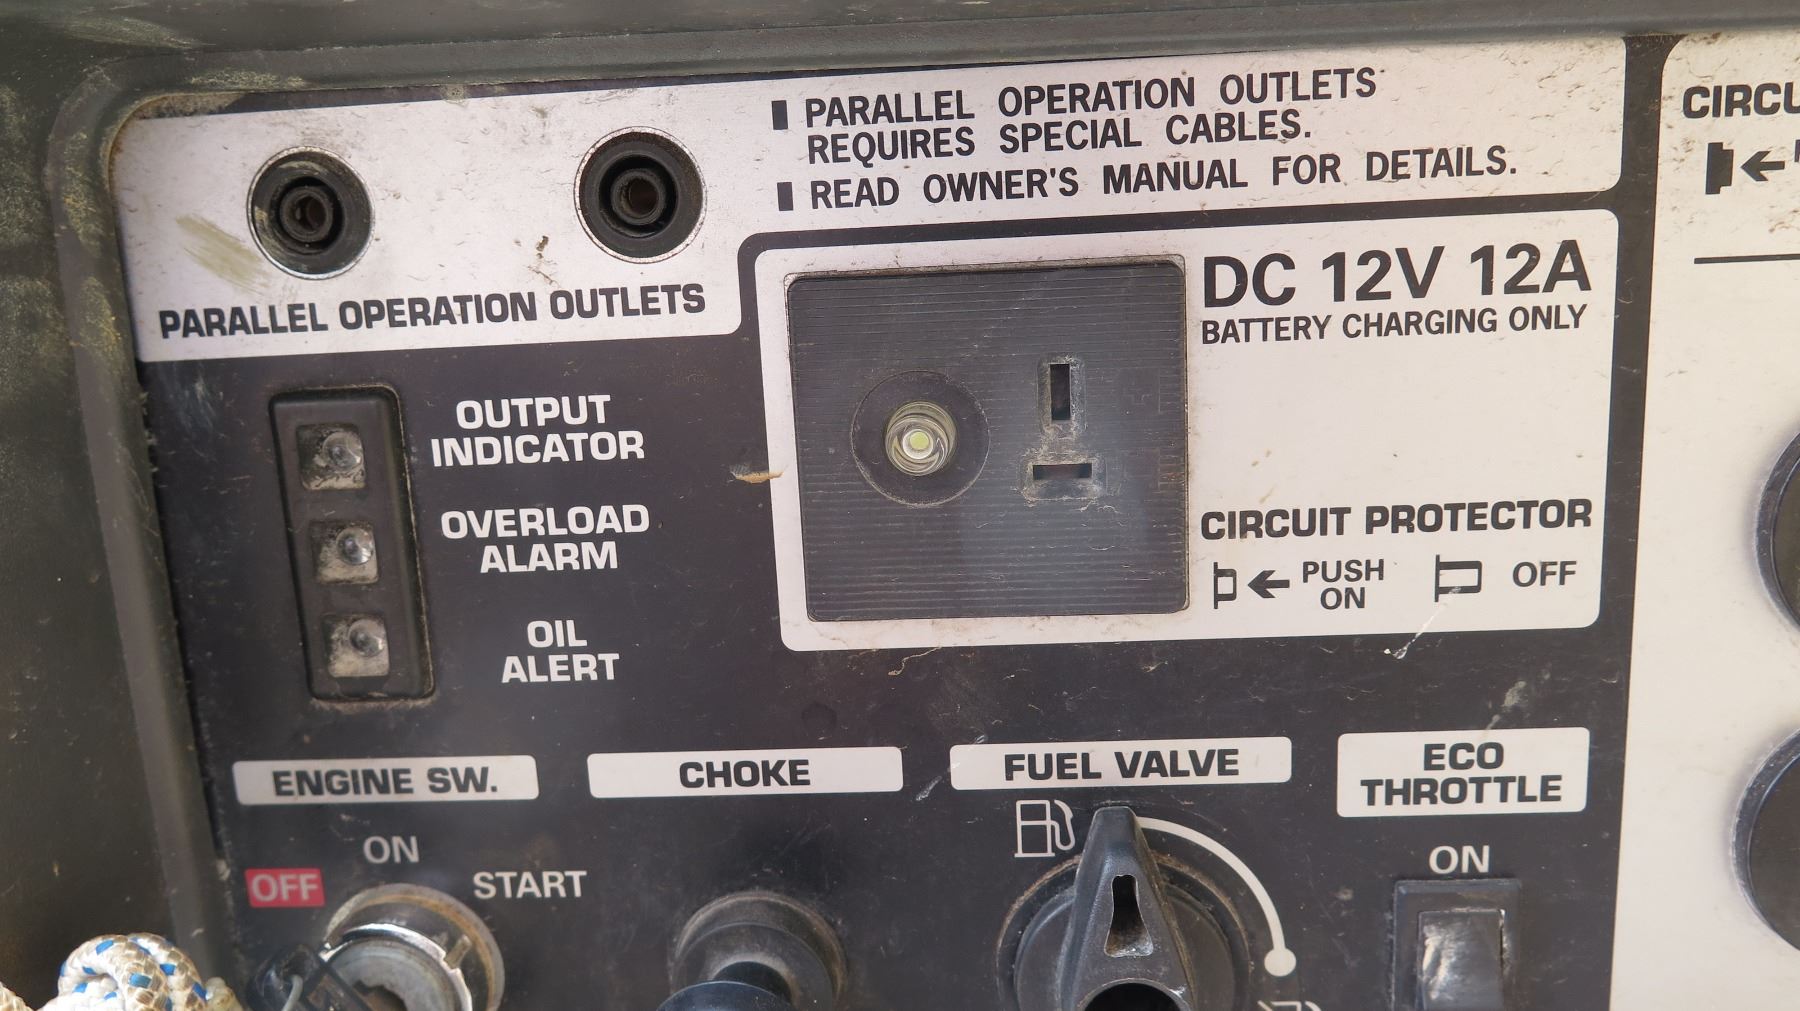 PARALLEL OPERATION OUTLETS
REQUIRES SPECIAL CABLES.
READ OWNER'S MANUAL FOR DETAILS.
PARALLEL OPERATION OUTLETS
DC 12V 12A
BATTERY CHARGING ONLY
OUTPUT
INDICATOR
OVERLOAD
ALARM
OIL
ALERT
CIRCUIT PROTECTOR
PUSH
ON
OFF
ENGINE SW.
CHOKE
FUEL VALVE
ECO
THROTTLE
OFF
ON
START
ON
CIRCU